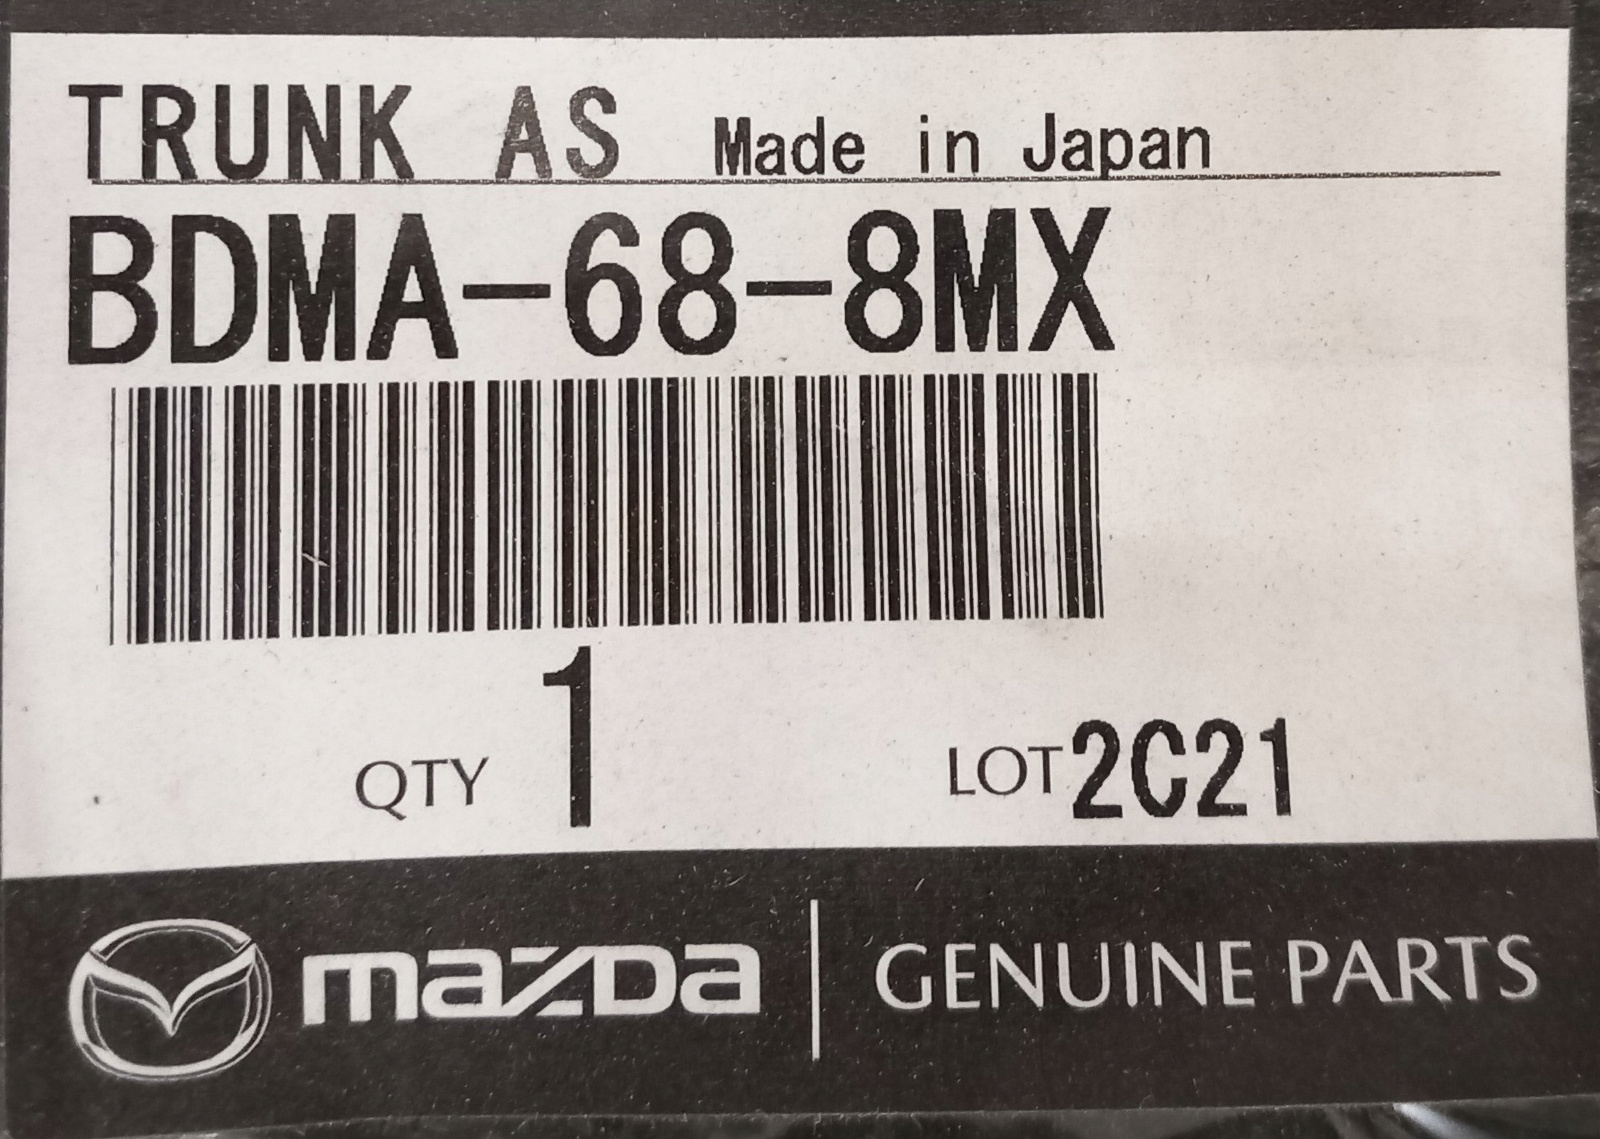 TRUNK AS Made in Japan
BDMA-68-8MX
QTY 1 LOT 2C21
mazda GENUINE PARTS